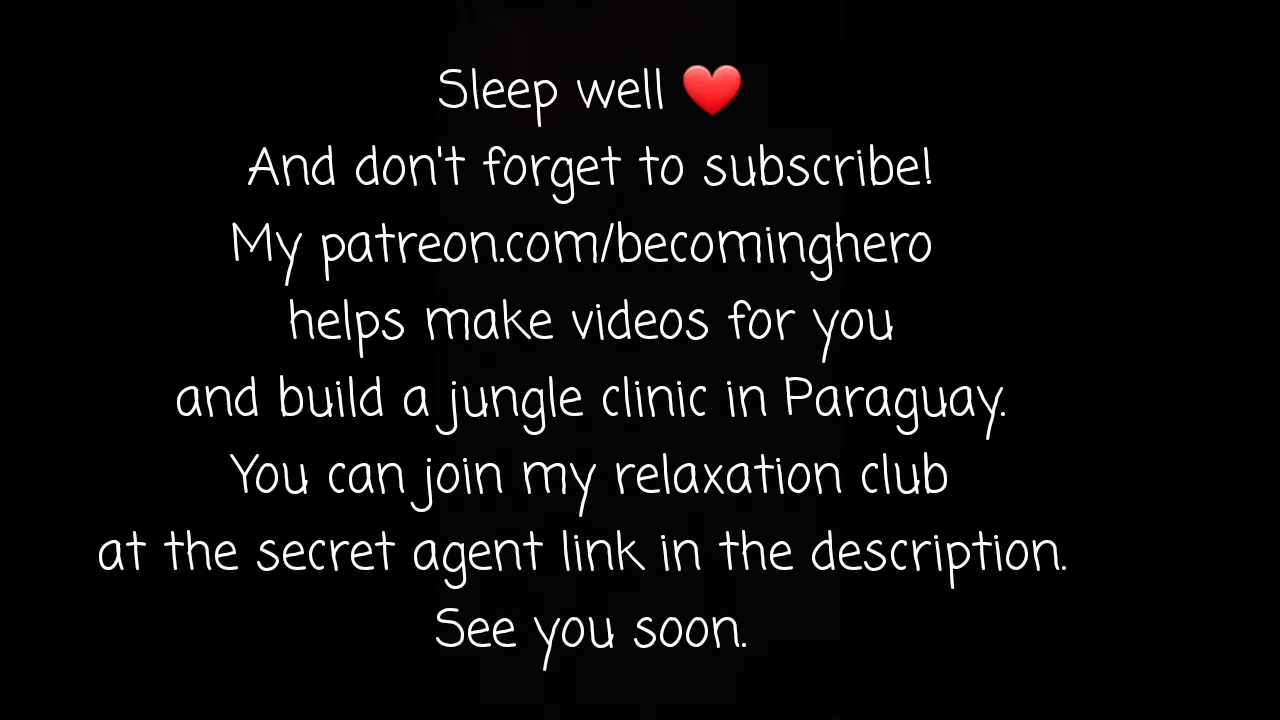 Sleep well ❤️
And don't forget to subscribe!
My patreon.com/becominghero
helps make videos for you
and build a jungle clinic in Paraguay.
You can join my relaxation club
at the secret agent link in the description.
See you soon.